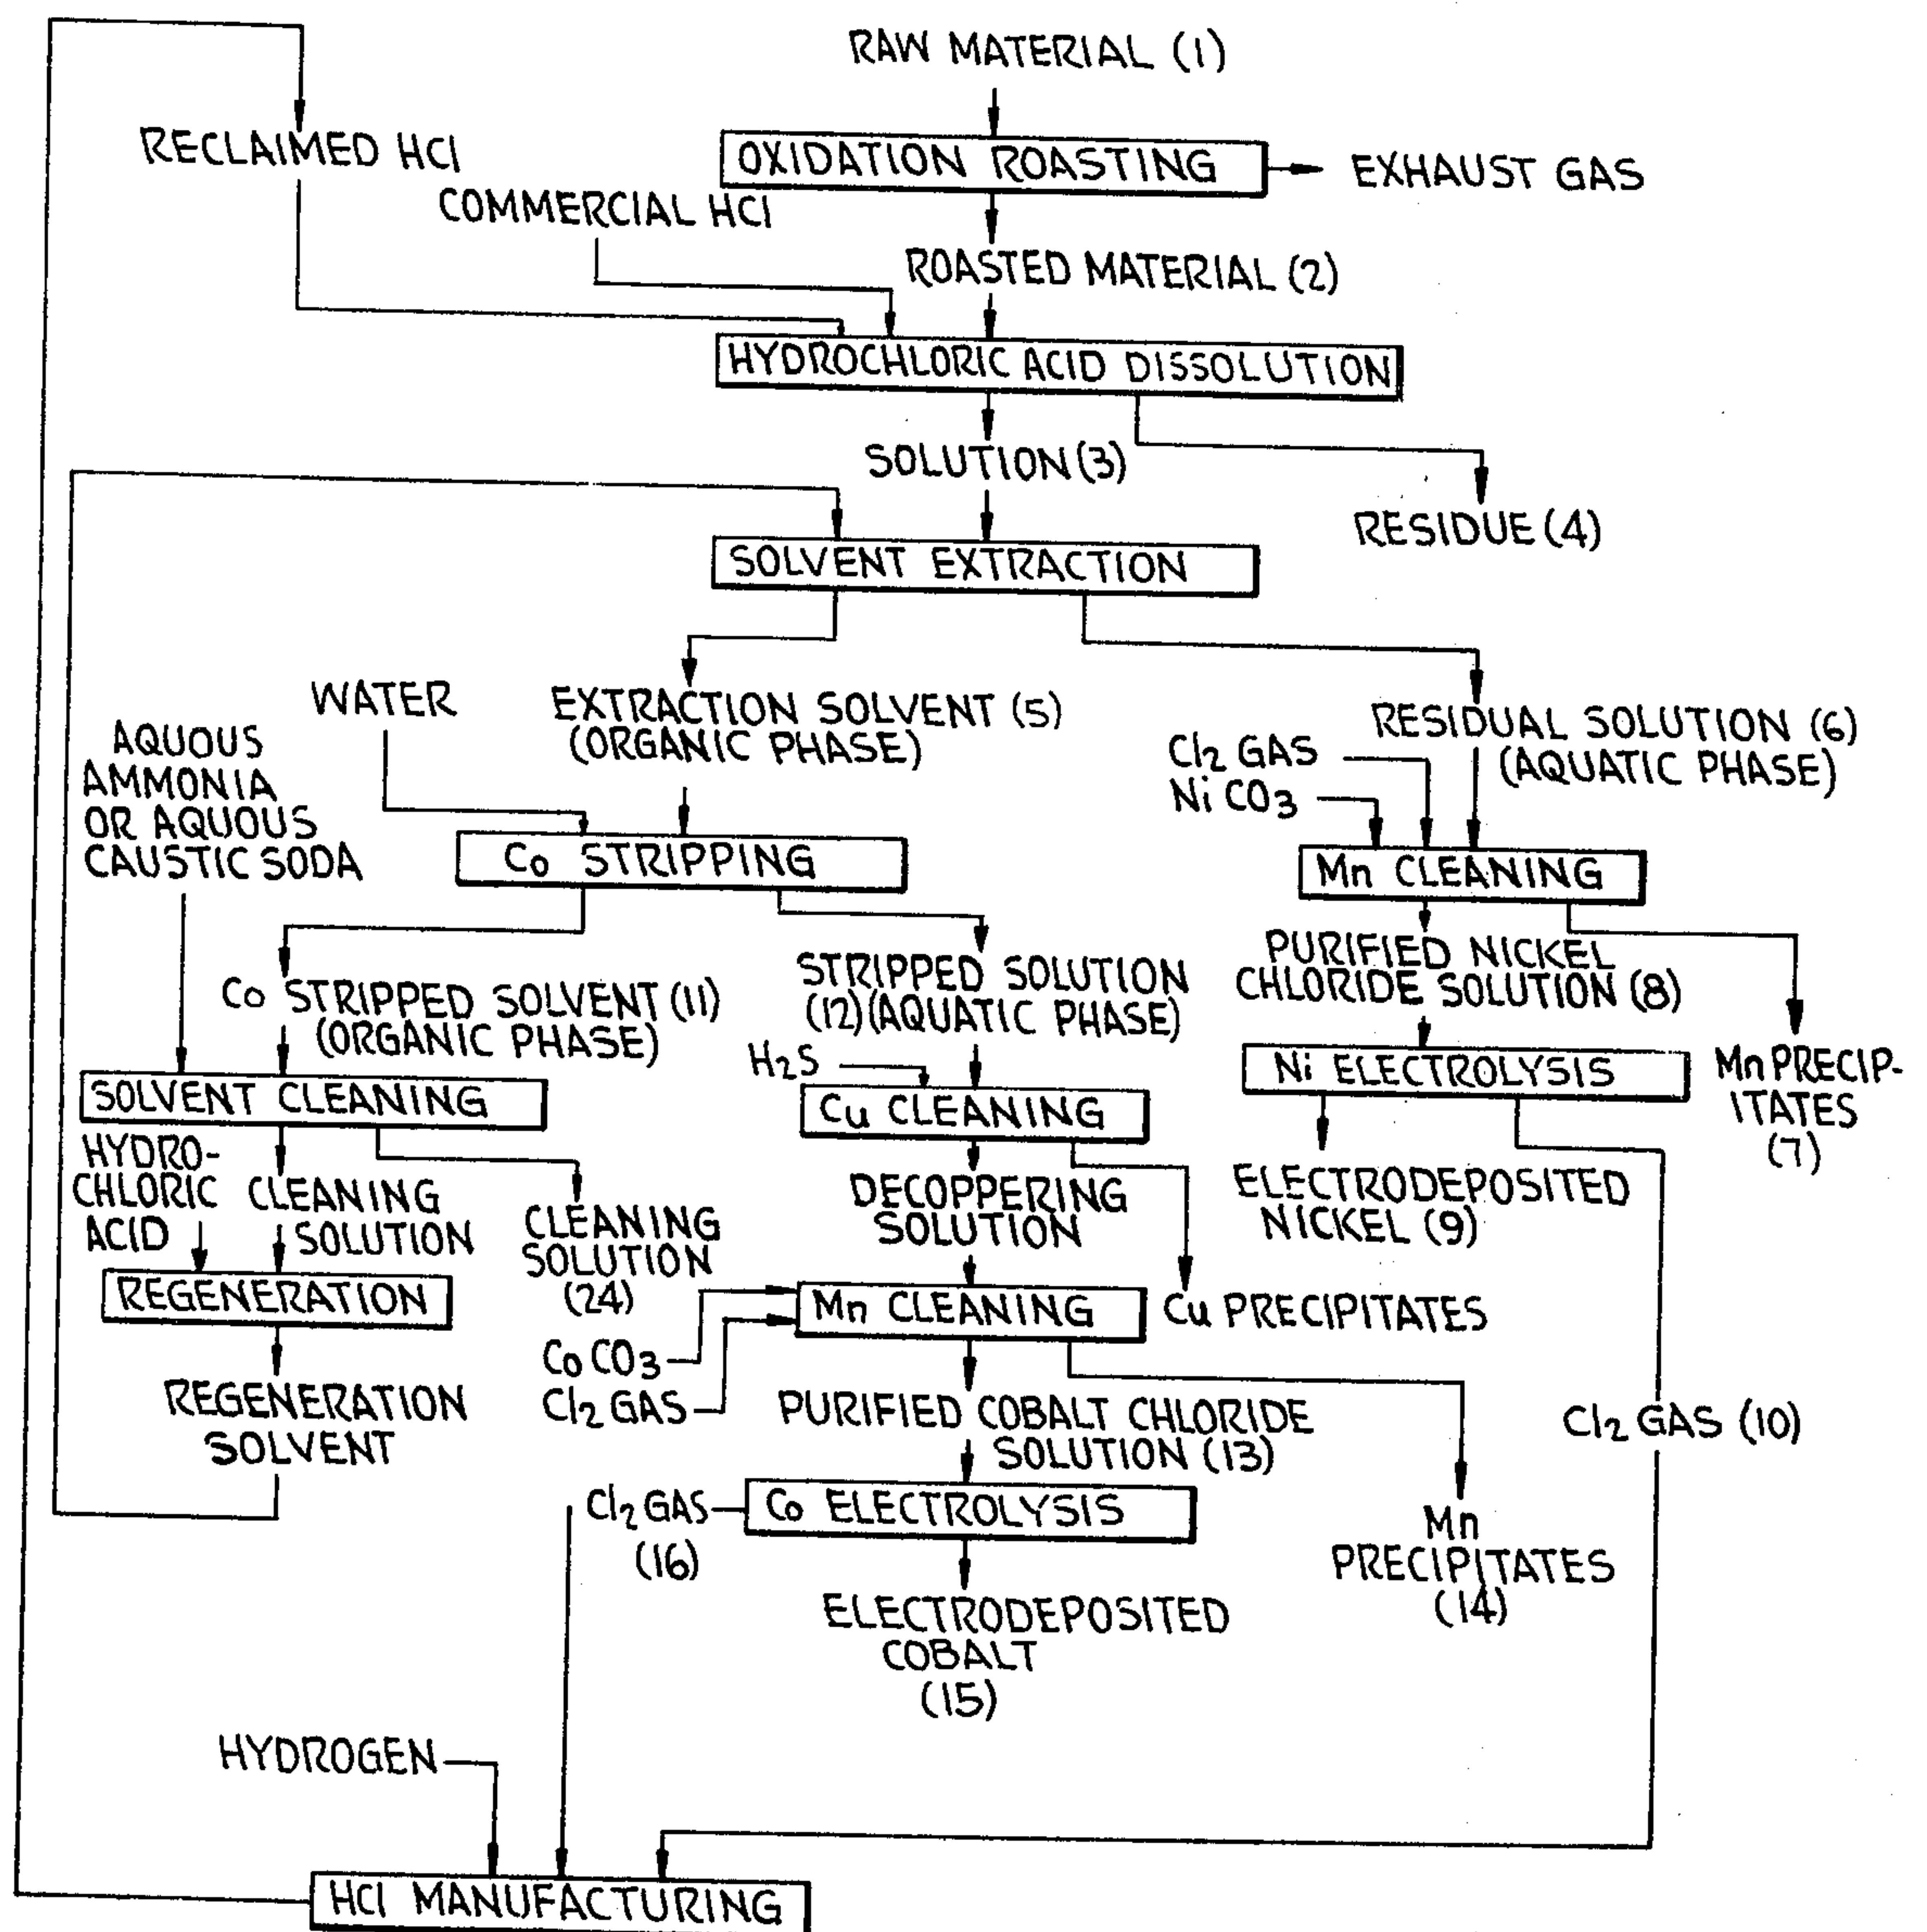 RAW MATERIAL (1)
RECLAIMED HCl
OXIDATION ROASTING
EXHAUST GAS
COMMERCIAL HCl
ROASTED MATERIAL (2)
HYDROCHLORIC ACID DISSOLUTION
SOLUTION (3)
RESIDUE (4)
SOLVENT EXTRACTION
WATER
EXTRACTION SOLVENT (5)
(ORGANIC PHASE)
RESIDUAL SOLUTION (6)
(AQUATIC PHASE)
AQUOUS
AMMONIA
OR AQUOUS
CAUSTIC SODA
Cl2 GAS
Ni CO3
Co STRIPPING
Mn CLEANING
Co STRIPPED SOLVENT (11)
(ORGANIC PHASE)
STRIPPED SOLUTION
(12) (AQUATIC PHASE)
PURIFIED NICKEL
CHLORIDE SOLUTION (8)
H2S
Mn PRECIP-
ITATES
(7)
SOLVENT CLEANING
Cu CLEANING
Ni ELECTROLYSIS
HYDRO-
CHLORIC
ACID
CLEANING
SOLUTION
CLEANING
SOLUTION
(24)
DECOPPERING
SOLUTION
ELECTRODEPOSITED
NICKEL (9)
REGENERATION
Mn CLEANING
Cu PRECIPITATES
Co CO3
Cl2 GAS
REGENERATION
SOLVENT
PURIFIED COBALT CHLORIDE
SOLUTION (13)
Cl2 GAS (10)
Cl2 GAS
(16)
Co ELECTROLYSIS
Mn
PRECIPITATES
(14)
ELECTRODEPOSITED
COBALT
(15)
HYDROGEN
HCl MANUFACTURING